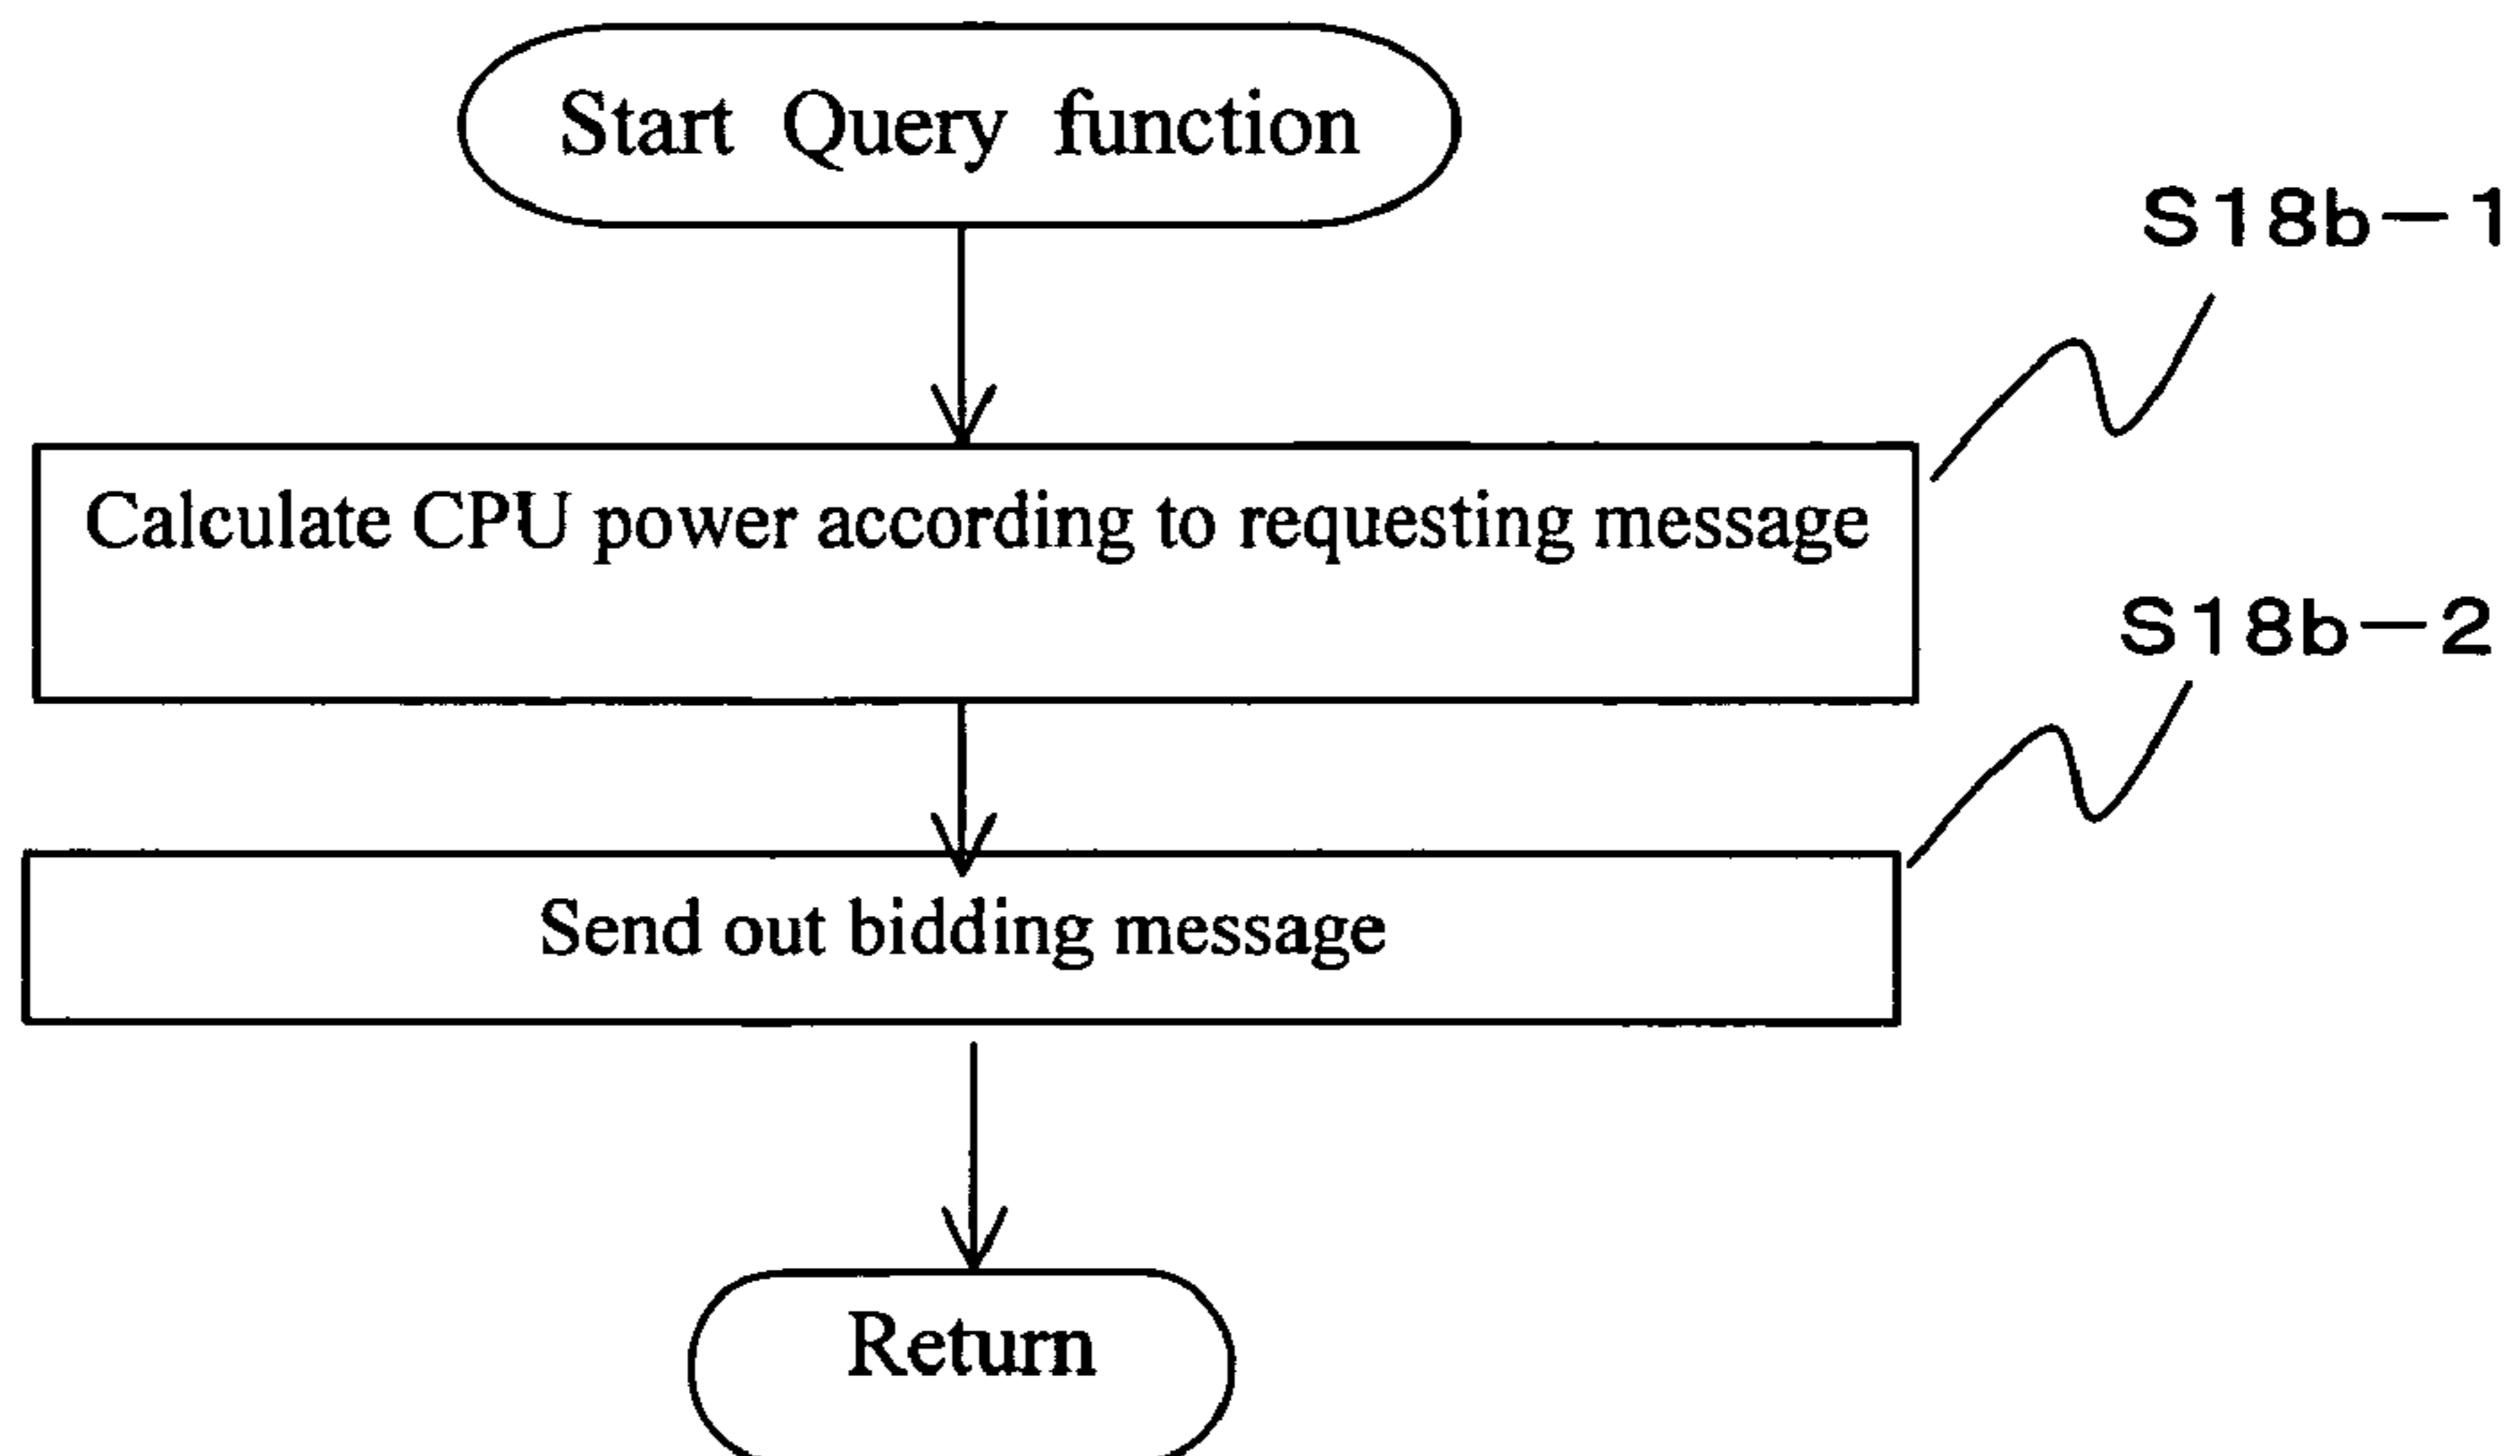 Start Query function
S18b-1
Calculate CPU power according to requesting message
S18b-2
Send out bidding message
Return